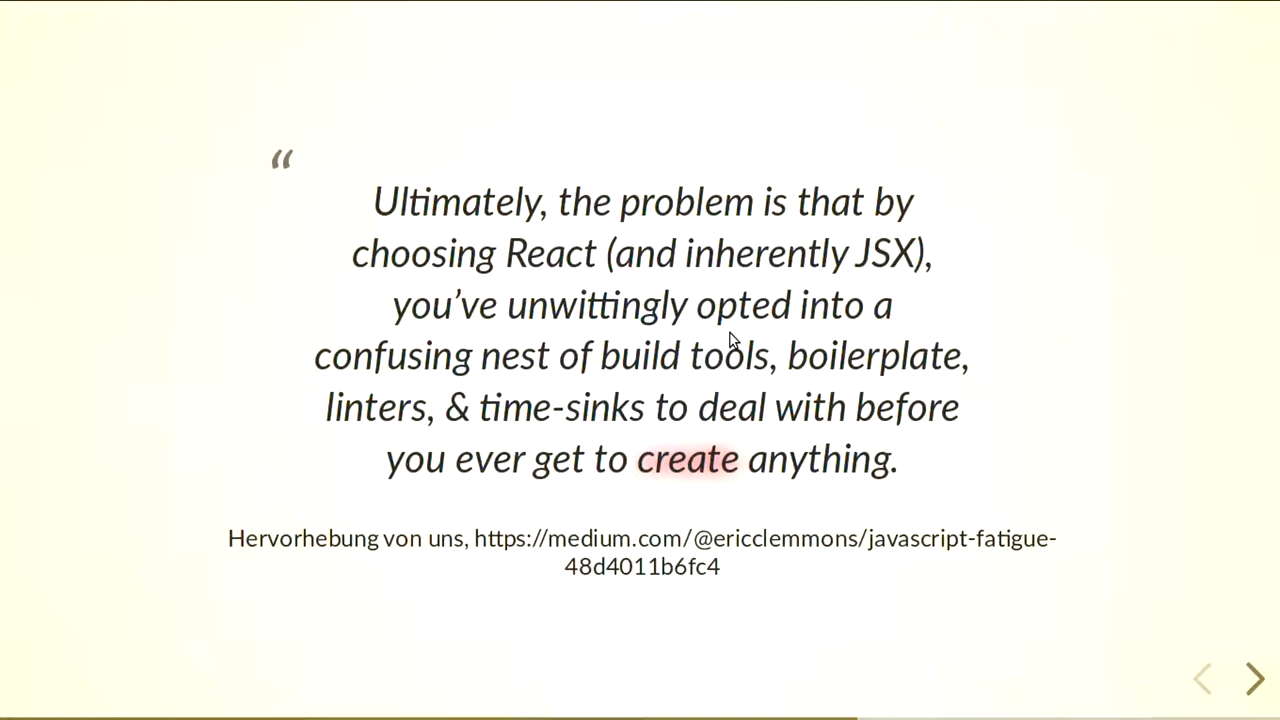 “
Ultimately, the problem is that by
choosing React (and inherently JSX),
you’ve unwittingly opted into a
confusing nest of build tools, boilerplate,
linters, & time-sinks to deal with before
you ever get to create anything.
Hervorhebung von uns, https://medium.com/@ericclemmons/javascript-fatigue-
48d4011b6fc4